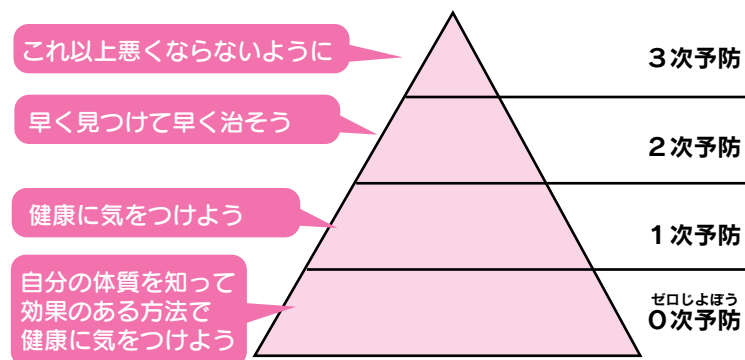 これ以上悪くならないように
3次予防
早く見つけて早く治そう
2次予防
健康に気をつけよう
1次予防
自分の体質を知って
効果のある方法で
健康に気をつけよう
ゼロじよぼう
0次予防